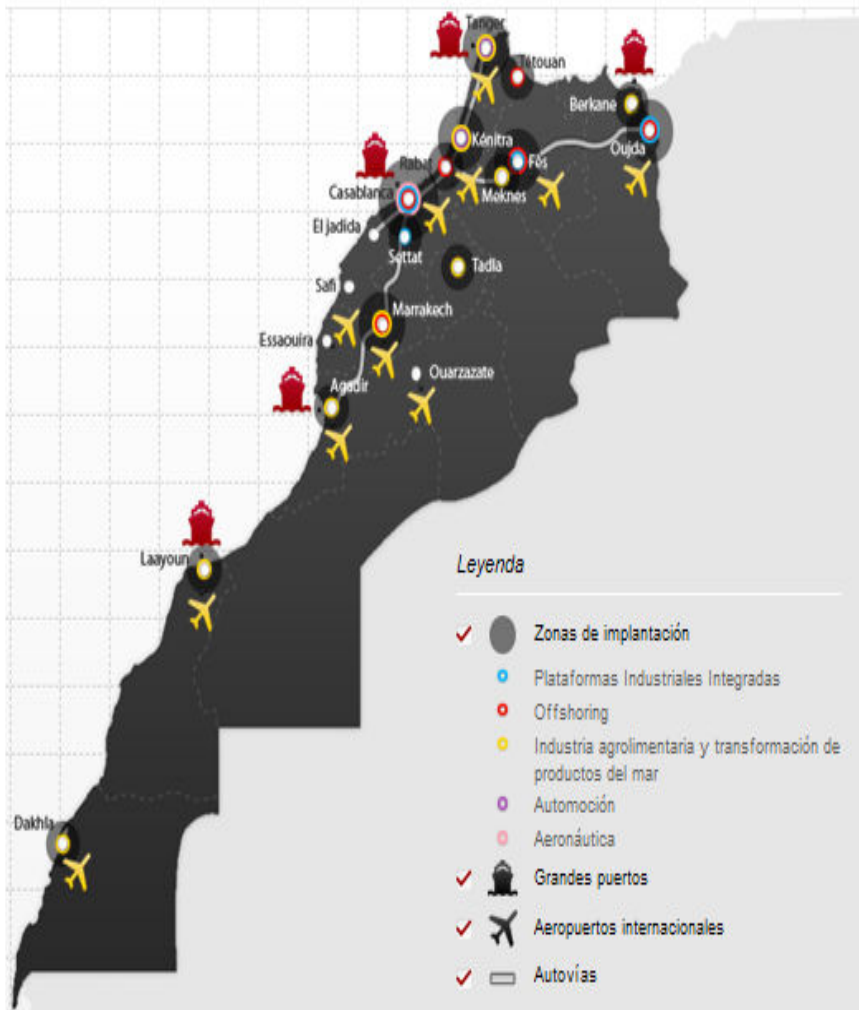 Tanger
Tétouan
Berkane
Kénitra
Oujda
Rabat
Fès
Casablanca
Meknes
El jadida
Settat
Tadla
Safi
Marrakech
Essaouira
Ouarzazate
Agadir
Laayoun
Dakhla
Leyenda
Zonas de implantación
Plataformas Industriales Integradas
Offshoring
Industria agrolimentaria y transformación de
productos del mar
Automoción
Aeronáutica
Grandes puertos
Aeropuertos internacionales
Autovías